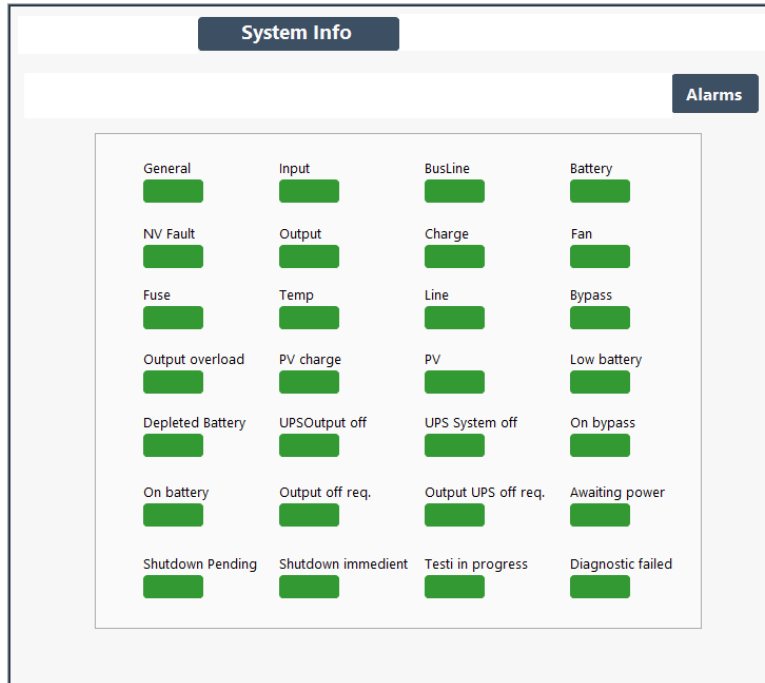 System Info
Alarms
General Input BusLine Battery
NV Fault Output Charge Fan
Fuse Temp Line Bypass
Output overload PV charge PV Low battery
Depleted Battery UPSOutput off UPS System off On bypass
On battery Output off req. Output UPS off req. Awaiting power
Shutdown Pending Shutdown immedient Testi in progress Diagnostic failed